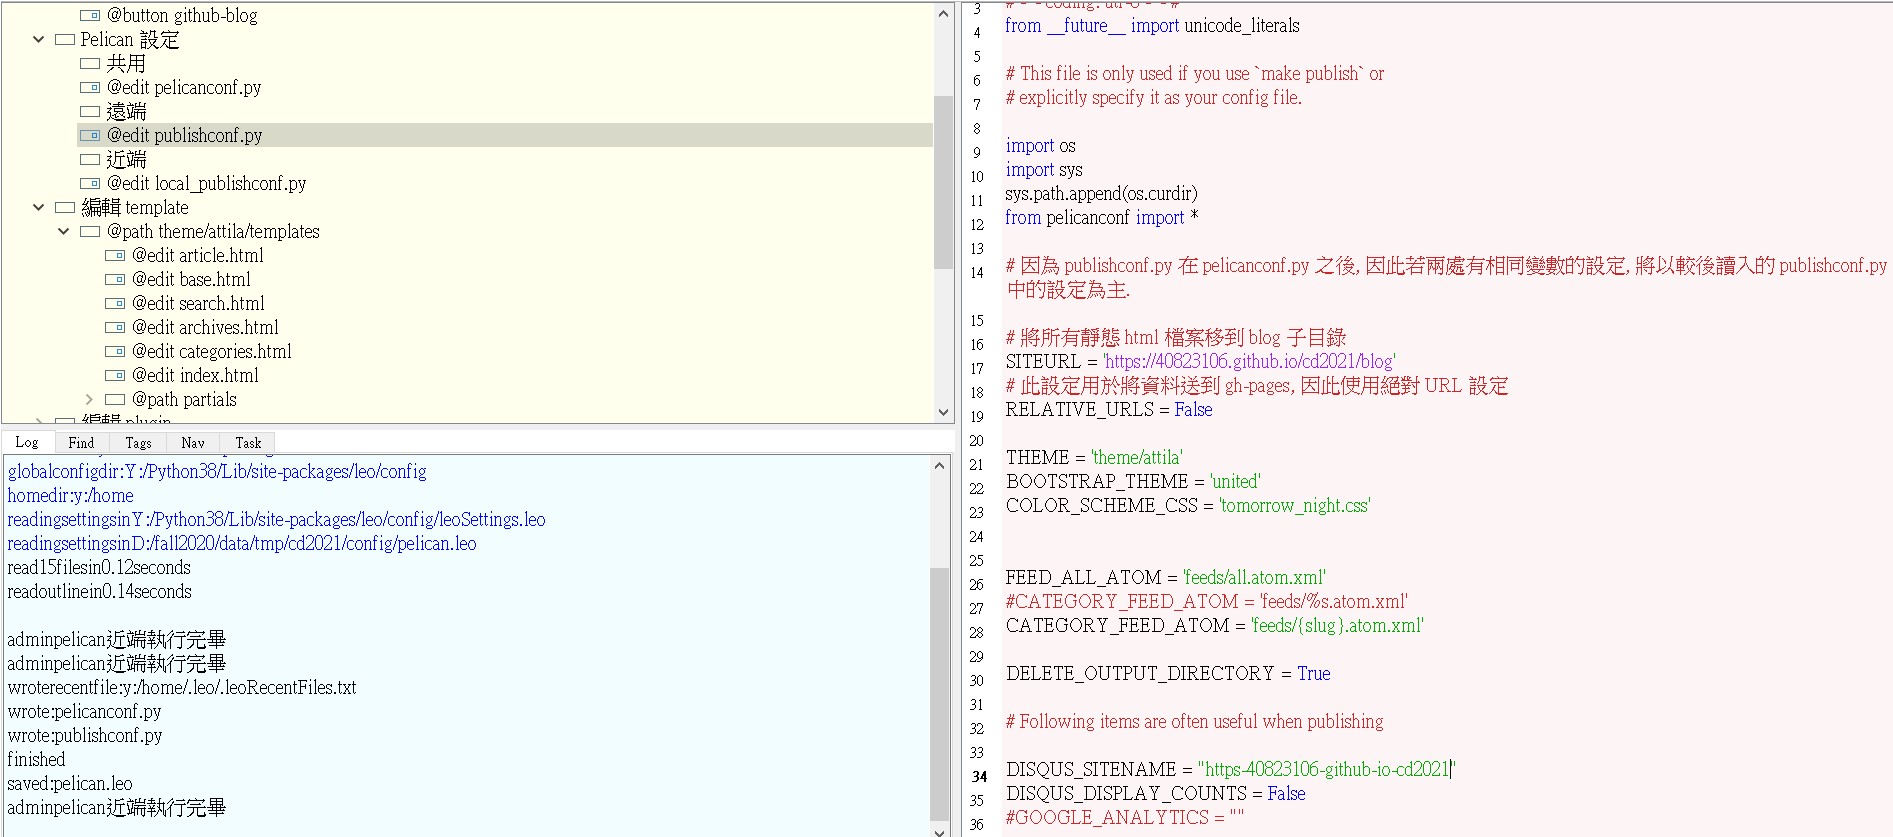 @button github-blog
Pelican 設定
共用
@edit pelicanconf.py
遠端
@edit publishconf.py
近端
@edit local_publishconf.py
編輯 template
@path theme/attila/templates
@edit article.html
@edit base.html
@edit search.html
@edit archives.html
@edit categories.html
@edit index.html
@path partials
編輯 plugin
Log Find Tags Nav Task
globalconfigdir:Y:/Python38/Lib/site-packages/leo/config
homedir:y:/home
readingsettingsinY:/Python38/Lib/site-packages/leo/config/leoSettings.leo
readingsettingsinD:/fall2020/data/tmp/cd2021/config/pelican.leo
read15filesin0.12seconds
readoutlinein0.14seconds
adminpelican近端執行完畢
adminpelican近端執行完畢
wroterecentfile:y:/home/.leo/.leoRecentFiles.txt
wrote:pelicanconf.py
wrote:publishconf.py
finished
saved:pelican.leo
adminpelican近端執行完畢
3
4 from __future__ import unicode_literals
5
6 # This file is only used if you use `make publish` or
7 # explicitly specify it as your config file.
8
9 import os
10 import sys
11 sys.path.append(os.curdir)
12 from pelicanconf import *
13
14 # 因為 publishconf.py 在 pelicanconf.py 之後, 因此若兩處有相同變數的設定, 將以較後讀入的 publishconf.py
中的設定為主.
15
16 # 將所有靜態 html 檔案移到 blog 子目錄
17 SITEURL = 'https://40823106.github.io/cd2021/blog'
18 # 此設定用於將資料送到 gh-pages, 因此使用絕對 URL 設定
19 RELATIVE_URLS = False
20
21 THEME = 'theme/attila'
22 BOOTSTRAP_THEME = 'united'
23 COLOR_SCHEME_CSS = 'tomorrow_night.css'
24
25
26 FEED_ALL_ATOM = 'feeds/all.atom.xml'
27 #CATEGORY_FEED_ATOM = 'feeds/%s.atom.xml'
28 CATEGORY_FEED_ATOM = 'feeds/{slug}.atom.xml'
29
30 DELETE_OUTPUT_DIRECTORY = True
31
32 # Following items are often useful when publishing
33
34 DISQUS_SITENAME = "https-40823106-github-io-cd2021"
35 DISQUS_DISPLAY_COUNTS = False
36 #GOOGLE_ANALYTICS = ""